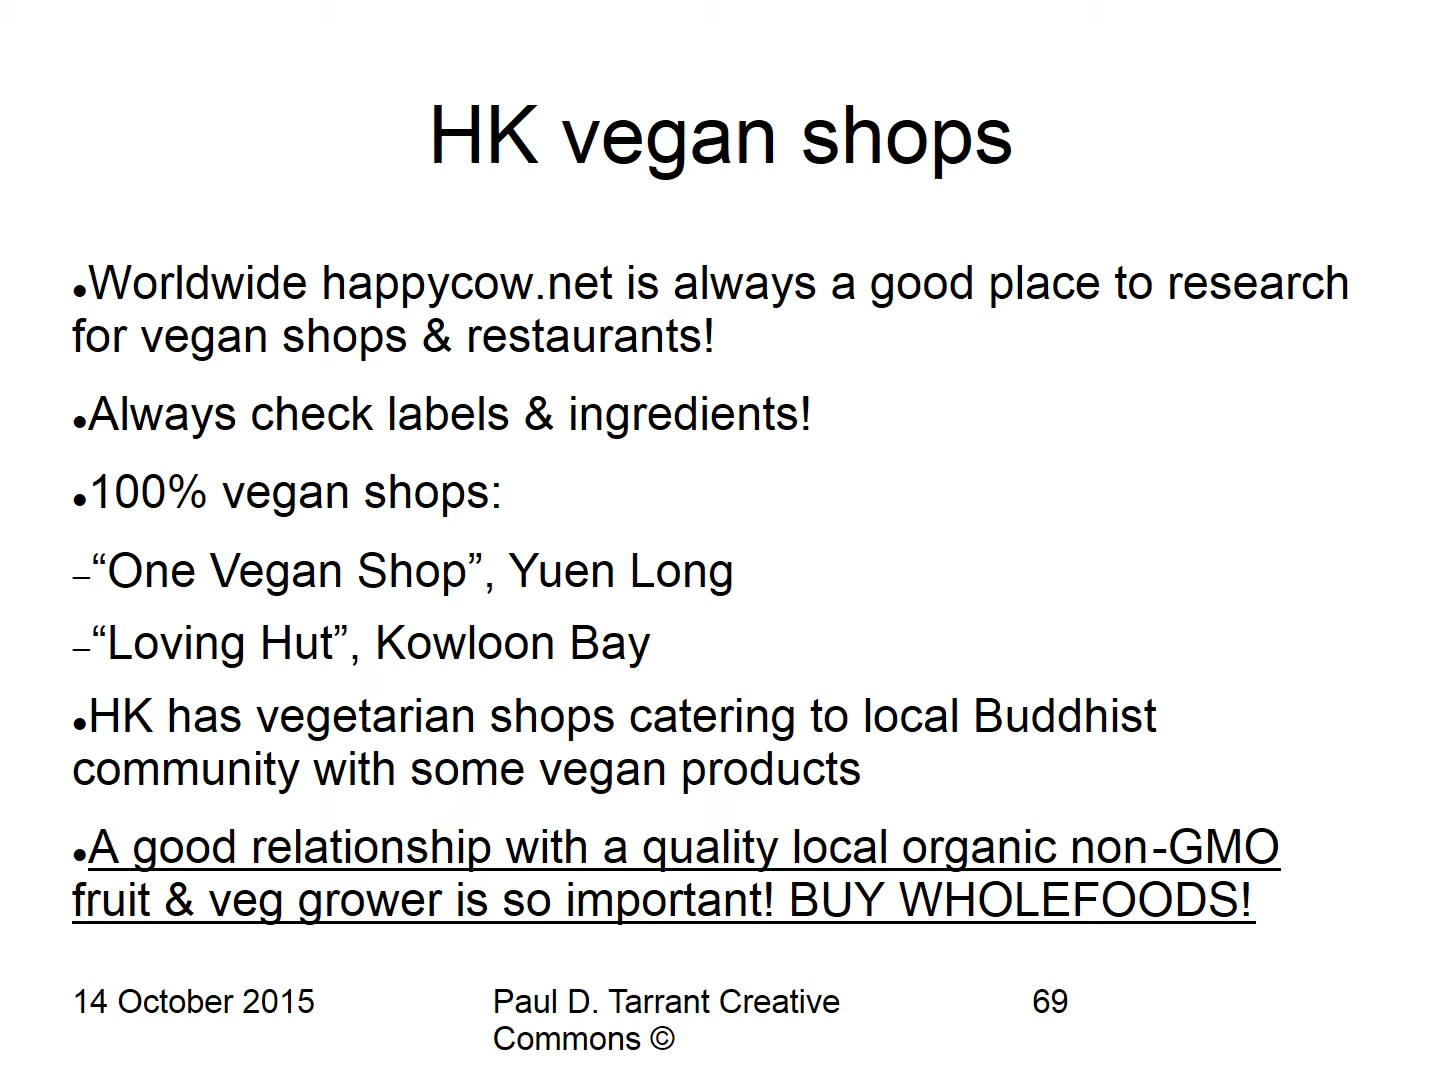 HK vegan shops
●Worldwide happycow.net is always a good place to research
for vegan shops & restaurants!
●Always check labels & ingredients!
●100% vegan shops:
–“One Vegan Shop”, Yuen Long
–“Loving Hut”, Kowloon Bay
●HK has vegetarian shops catering to local Buddhist
community with some vegan products
●A good relationship with a quality local organic non-GMO
fruit & veg grower is so important! BUY WHOLEFOODS!
14 October 2015
Paul D. Tarrant Creative
Commons ©
69